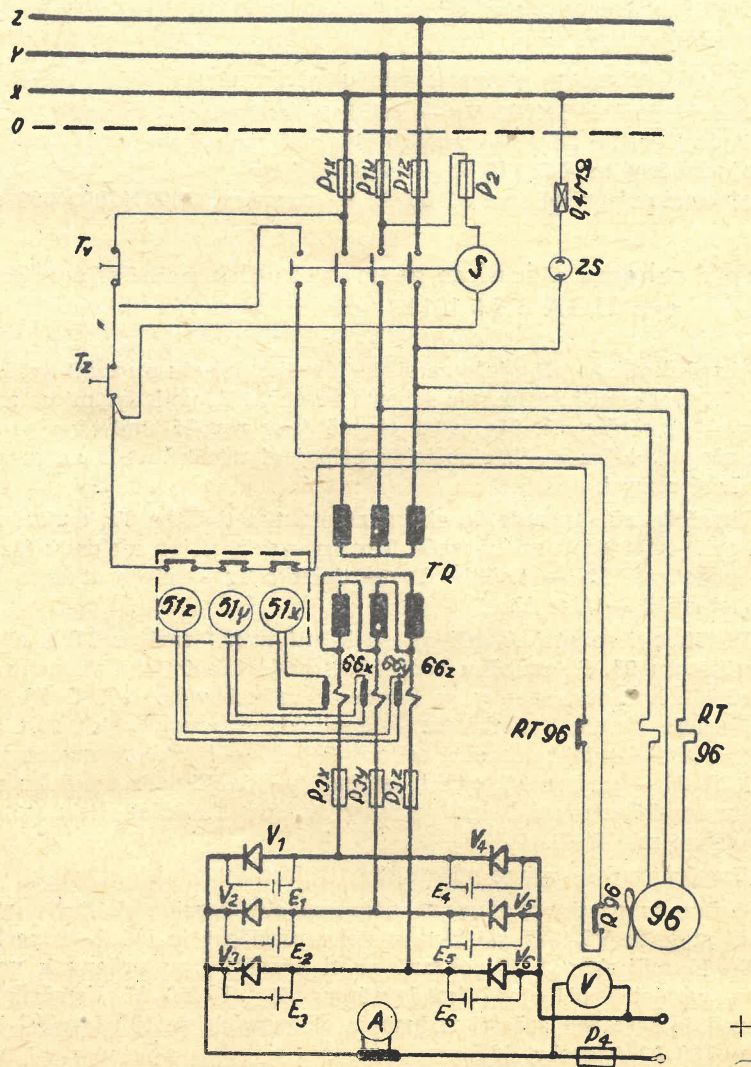 Z
Y
X
0
P1X
P1Y
P1Z
P2
0,4MΩ
Tv
S
ZS
Tz
TR
51z
51y
51x
66x
66y
66z
RT96
RT
96
P3X
P3Y
P3Z
V1
V4
E1
E4
V2
V5
E2
E5
V3
V6
E3
E6
R96
96
V
A
P4
+
-